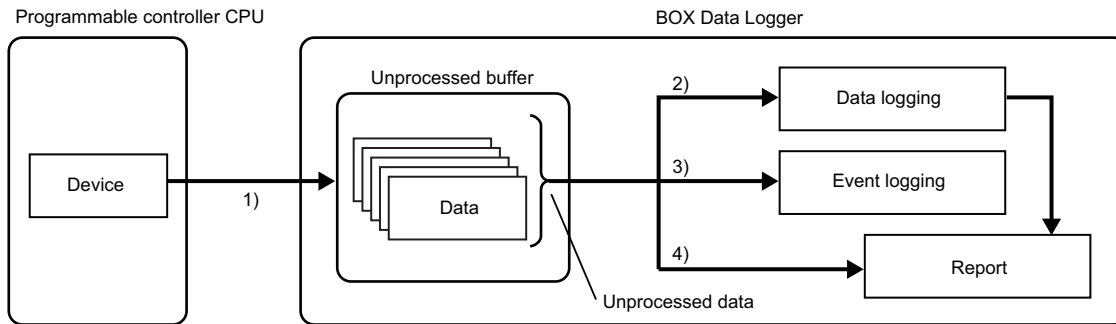 Programmable controller CPU
BOX Data Logger
Unprocessed buffer
2)
Data logging
Device
1)
Data
3)
Event logging
4)
Report
Unprocessed data